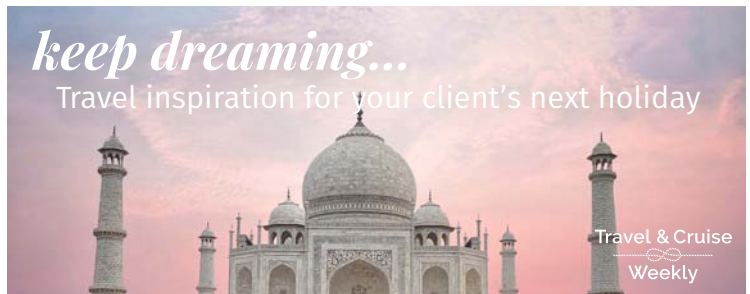 keep dreaming...
Travel inspiration for your client's next holiday
Travel & Cruise
Weekly